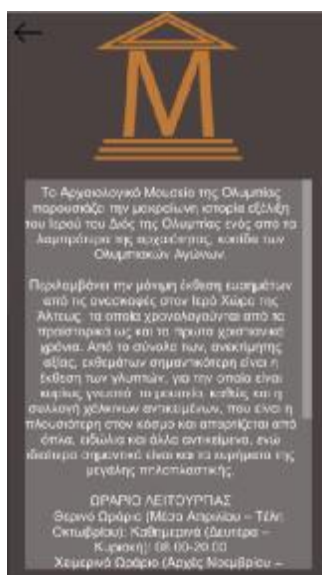 Το Αρχαιολογικό Μουσείο της Ολυμπίας
παρουσιάζει την μακραίωνη ιστορία εξέλιξη
του Ιερού του Διός της Ολυμπίας ενός από τα
λαμπρότερα της αρχαιότητας, κοιτίδα των
Ολυμπιακών Αγώνων.
Περιλαμβάνει την μόνιμη έκθεση ευρημάτων
από τις ανασκαφές στον Ιερό Χώρο της
Άλτεως, τα οποία χρονολογούνται από τα
προϊστορικά ως και τα πρώτα χριστιανικά
χρόνια. Από το σύνολο των, ανεκτίμητης
αξίας, εκθεμάτων σημαντικότερη είναι η
έκθεση των γλυπτών, για την οποία είναι
κυρίως γνωστό το μουσείο, καθώς και η
συλλογή χάλκινων αντικειμένων, που είναι η
πλουσιότερη στον κόσμο και απαρτίζεται από
όπλα, ειδώλια και άλλα αντικείμενα, ενώ
ιδιαίτερα σημαντικά είναι και τα ευρήματα της
μεγάλης πηλοπλαστικής.
ΩΡΑΡΙΟ ΛΕΙΤΟΥΡΓΙΑΣ
Θερινό Ωράριο (Μέσα Απριλίου – Τέλη
Οκτωβρίου): Καθημερινά (Δευτέρα –
Κυριακή): 08.00-20.00
Χειμερινό Ωράριο (Αρχές Νοεμβρίου –